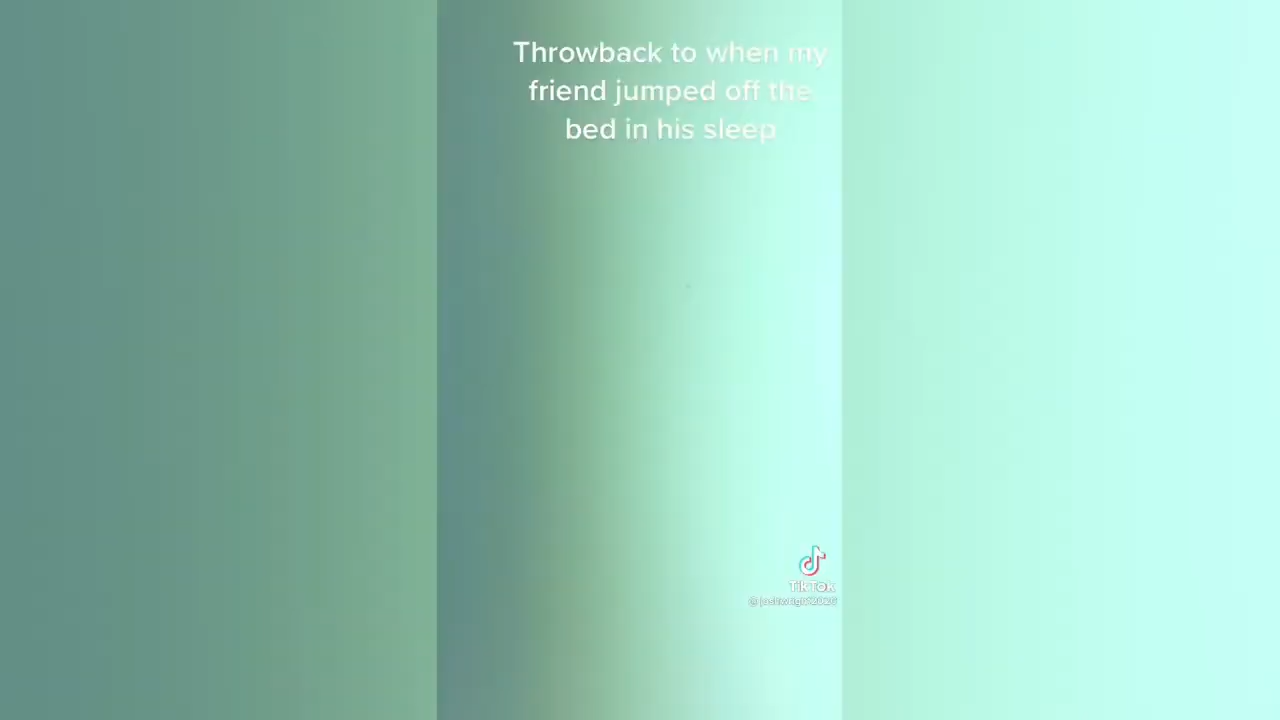 Throwback to when my
friend jumped off the
bed in his sleep
TikTok